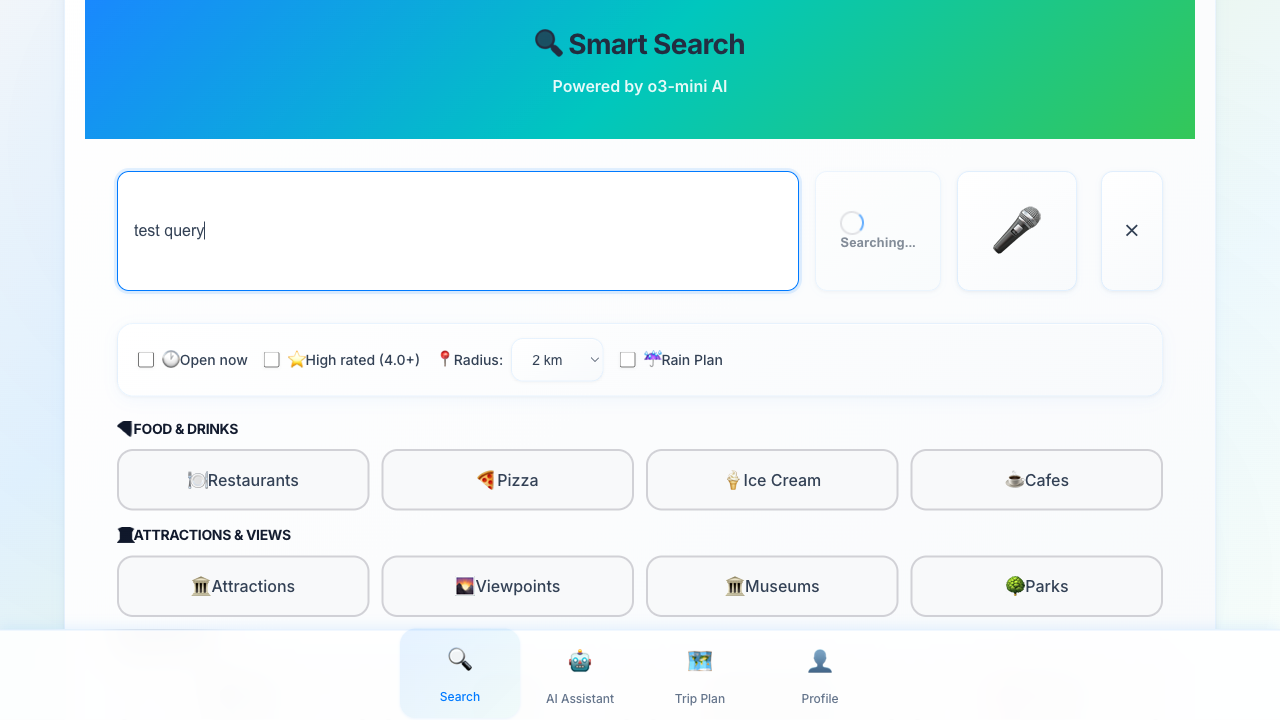 Smart Search
Powered by o3-mini AI
test query
Searching...
×
Open now
High rated (4.0+)
Radius:
2 km
Rain Plan
FOOD & DRINKS
Restaurants
Pizza
Ice Cream
Cafes
ATTRACTIONS & VIEWS
Attractions
Viewpoints
Museums
Parks
Search
AI Assistant
Trip Plan
Profile